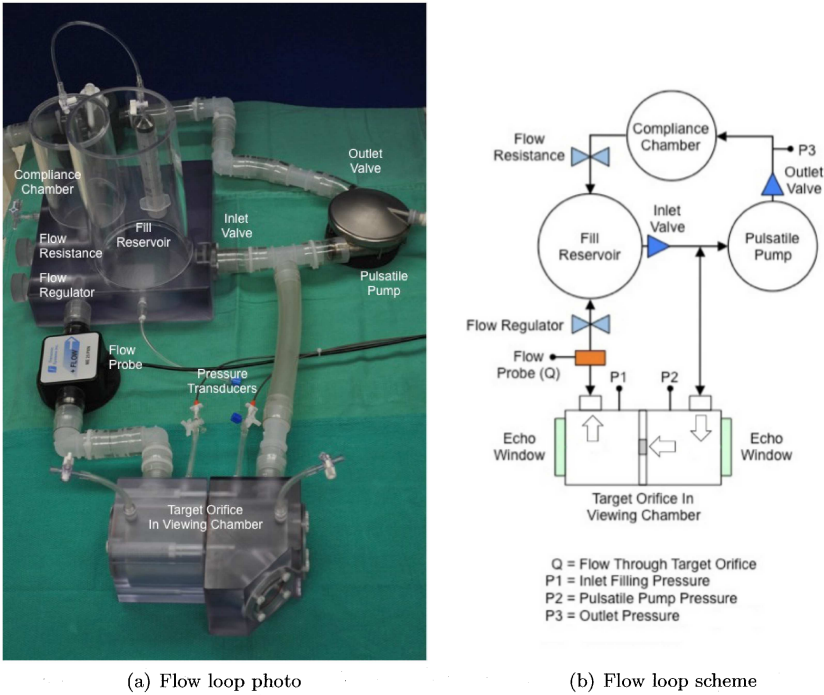 Compliance
Chamber
Outlet
Valve
Fill
Reservoir
Inlet
Valve
Flow
Resistance
Flow
Regulator
Pulsatile
Pump
+ FLOW
Flow
Probe
Pressure
Transducers
Target Orifice
In Viewing Chamber
Flow
Resistance
Compliance
Chamber
P3
Outlet
Valve
Fill
Reservoir
Inlet
Valve
Pulsatile
Pump
Flow Regulator
Flow
Probe (Q)
P1
P2
Echo
Window
Echo
Window
Target Orifice In
Viewing Chamber
Q = Flow Through Target Orifice
P1 = Inlet Filling Pressure
P2 = Pulsatile Pump Pressure
P3 = Outlet Pressure
(a) Flow loop photo
(b) Flow loop scheme